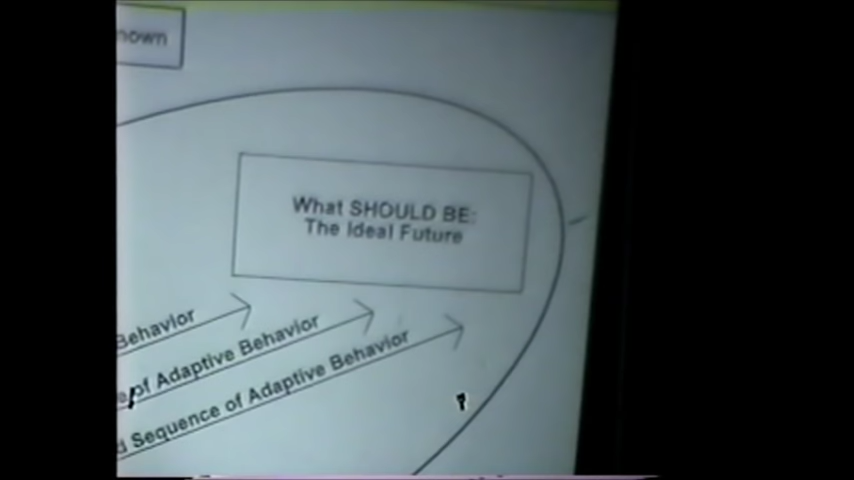 nown
What SHOULD BE:
The Ideal Future
Behavior
of Adaptive Behavior
d Sequence of Adaptive Behavior